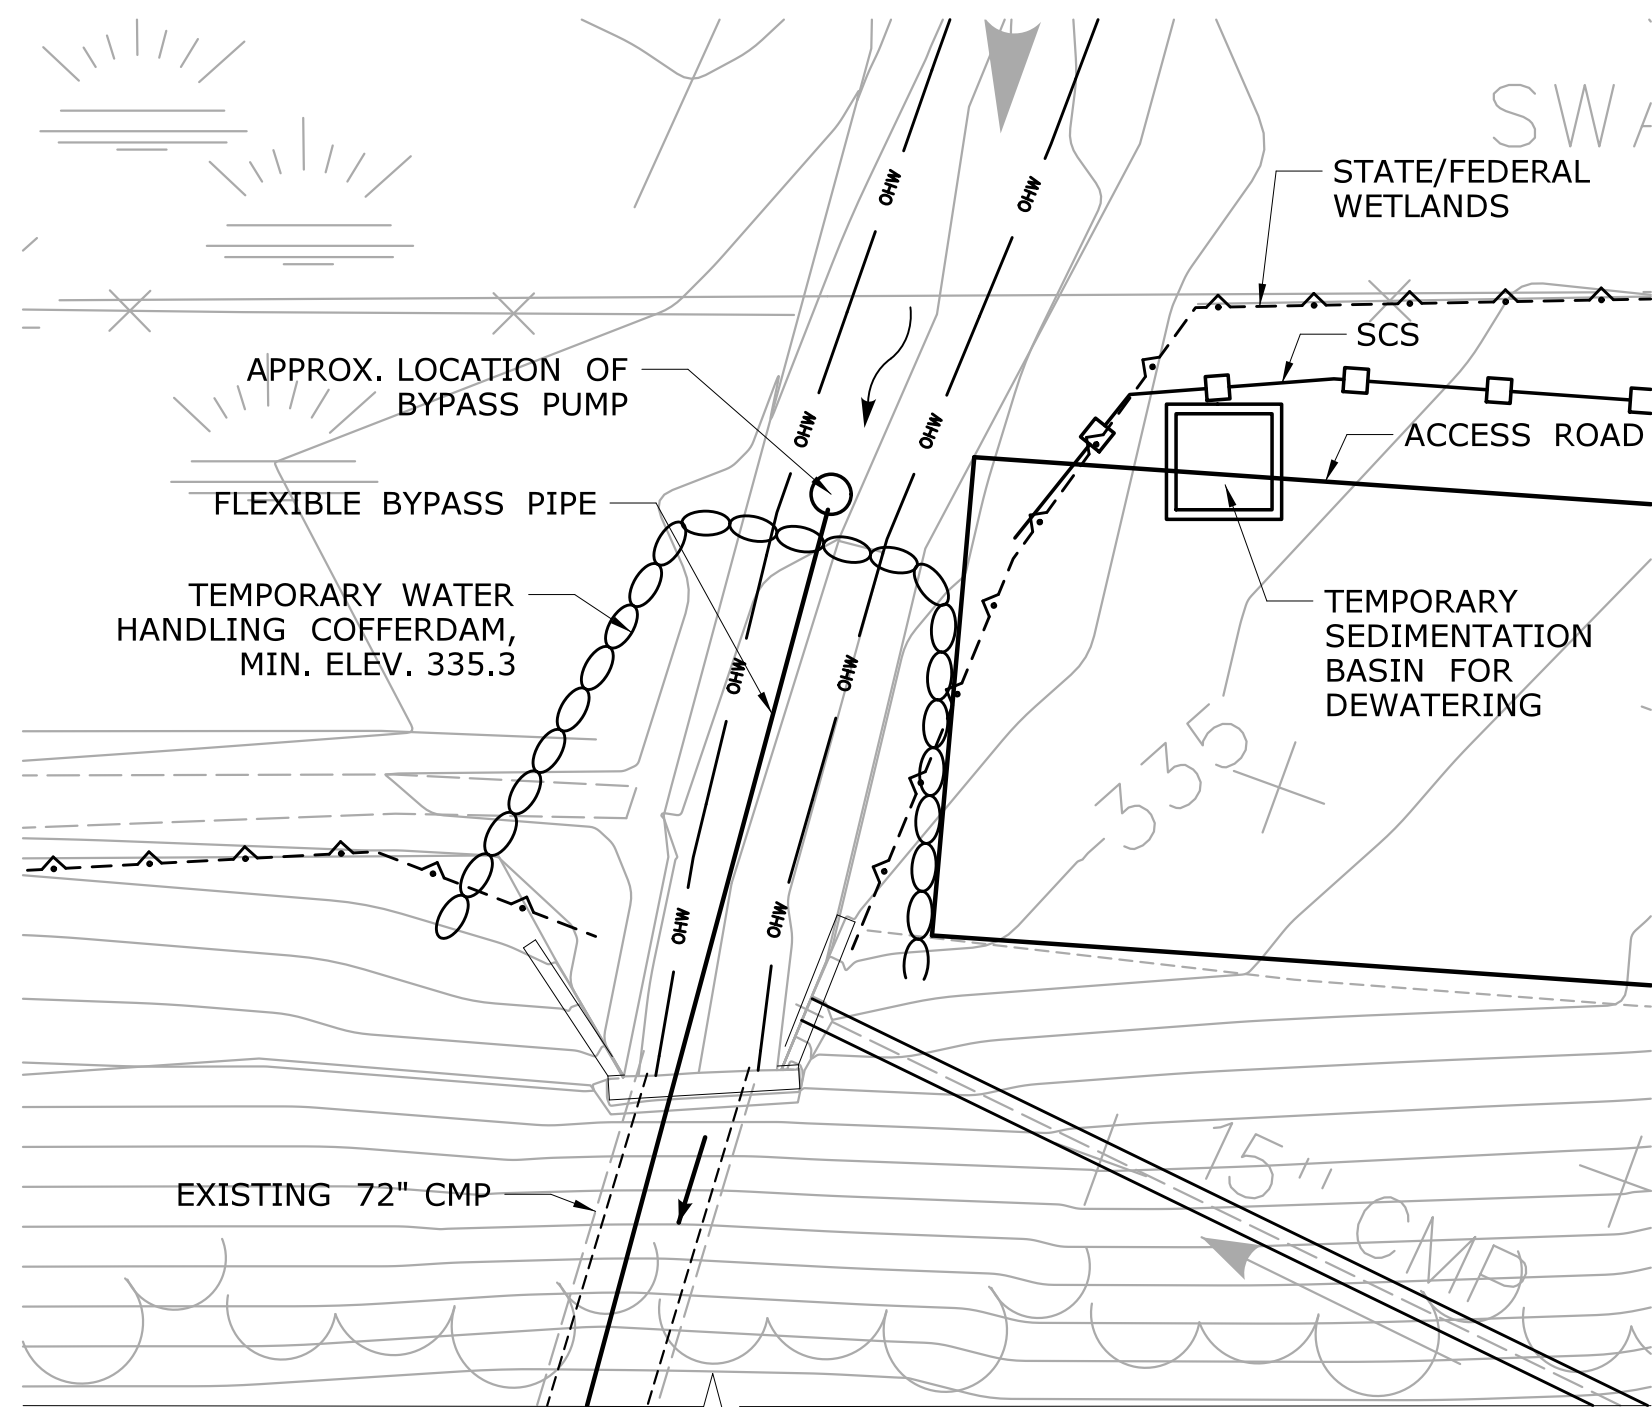 SWA
STATE/FEDERAL
WETLANDS
OHW
OHW
SCS
APPROX. LOCATION OF
BYPASS PUMP
OHW
OHW
ACCESS ROAD
FLEXIBLE BYPASS PIPE
TEMPORARY WATER
HANDLING COFFERDAM,
MIN. ELEV. 335.3
TEMPORARY
SEDIMENTATION
BASIN FOR
DEWATERING
OHW
OHW
335
OHW
OHW
15" CMP
EXISTING 72" CMP